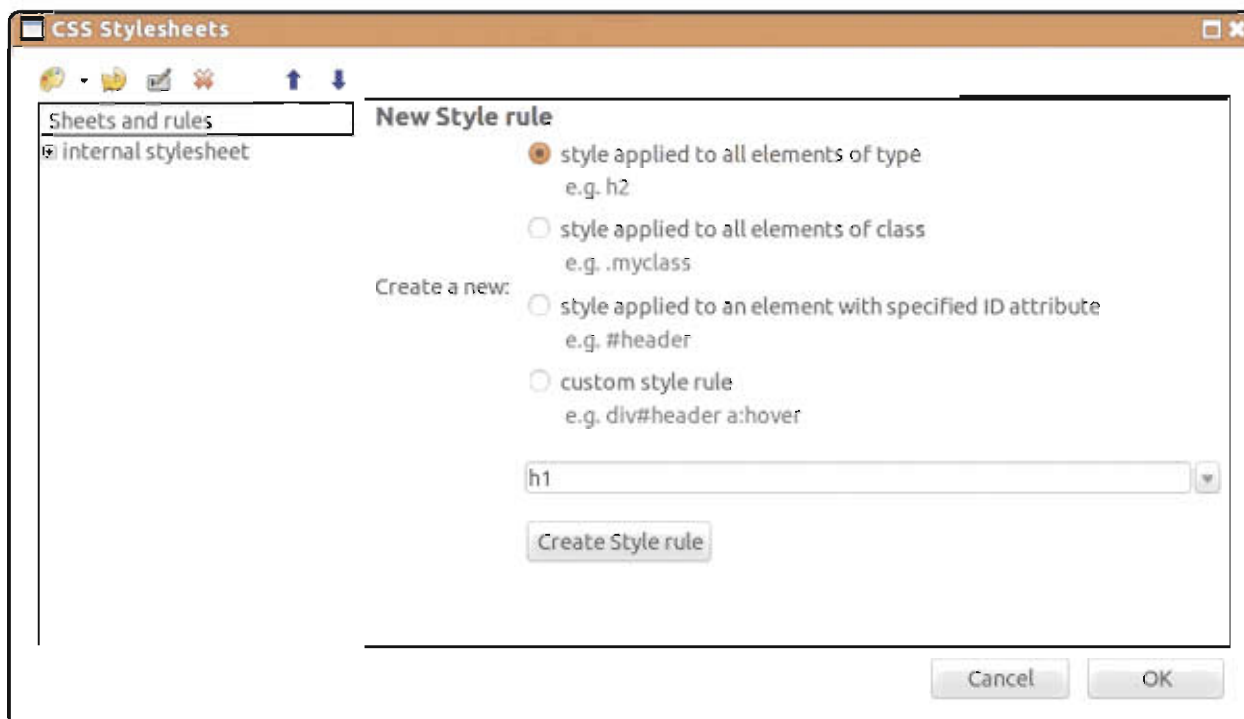 CSS Stylesheets
Sheets and rules
internal stylesheet
New Style rule
Create a new:
style applied to all elements of type
e.g. h2
style applied to all elements of class
e.g. .myclass
style applied to an element with specified ID attribute
e.g. #header
custom style rule
e.g. div#header a:hover
h1
Create Style rule
Cancel
OK